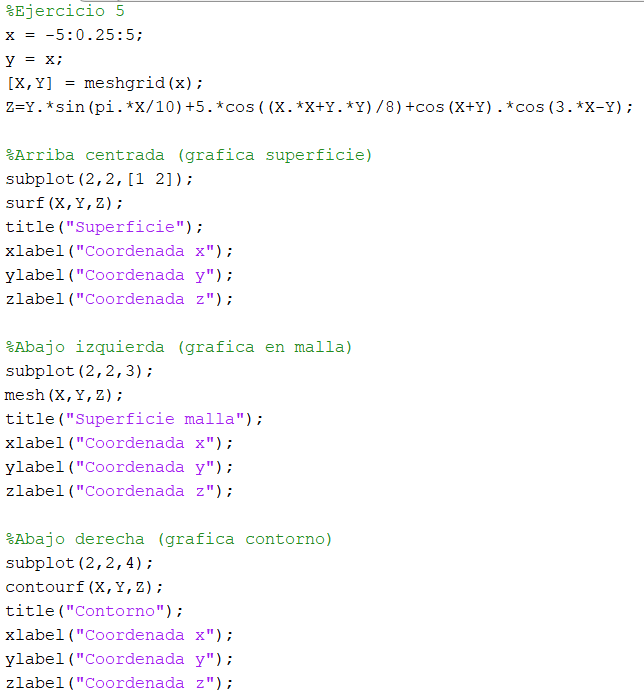 %Ejercicio 5
x = -5:0.25:5;
y = x;
[X,Y] = meshgrid(x);
Z=Y.*sin(pi.*X/10)+5.*cos((X.*X+Y.*Y)/8)+cos(X+Y).*cos(3.*X-Y);
%Arriba centrada (grafica superficie)
subplot(2,2,[1 2]);
surf(X,Y,Z);
title("Superficie");
xlabel("Coordenada x");
ylabel("Coordenada y");
zlabel("Coordenada z");
%Abajo izquierda (grafica en malla)
subplot(2,2,3);
mesh(X,Y,Z);
title("Superficie malla");
xlabel("Coordenada x");
ylabel("Coordenada y");
zlabel("Coordenada z");
%Abajo derecha (grafica contorno)
subplot(2,2,4);
contourf(X,Y,Z);
title("Contorno");
xlabel("Coordenada x");
ylabel("Coordenada y");
zlabel("Coordenada z");